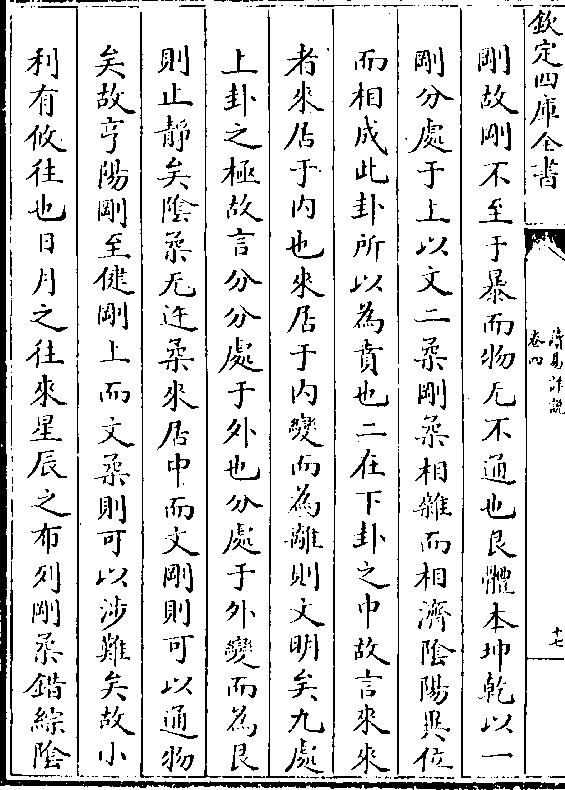 欽定四庫全書
讀易詳說
卷四
十七
剛故剛不至于暴而物无不通也艮體本坤乾以一
剛分處于上以文二柔剛柔相雜而相濟陰陽異位
而相成此卦所以為賁也二在下卦之中故言來來
者來居于内也來居于内變而為離則文明矣九處
上卦之極故言分分處于外也分處于外變而為艮
則止靜矣陰柔无迕柔來居中而文剛則可以通物
矣故亨陽剛至健剛上而文柔則可以涉難矣故小
利有攸往也日月之往來星辰之布列剛柔錯綜陰